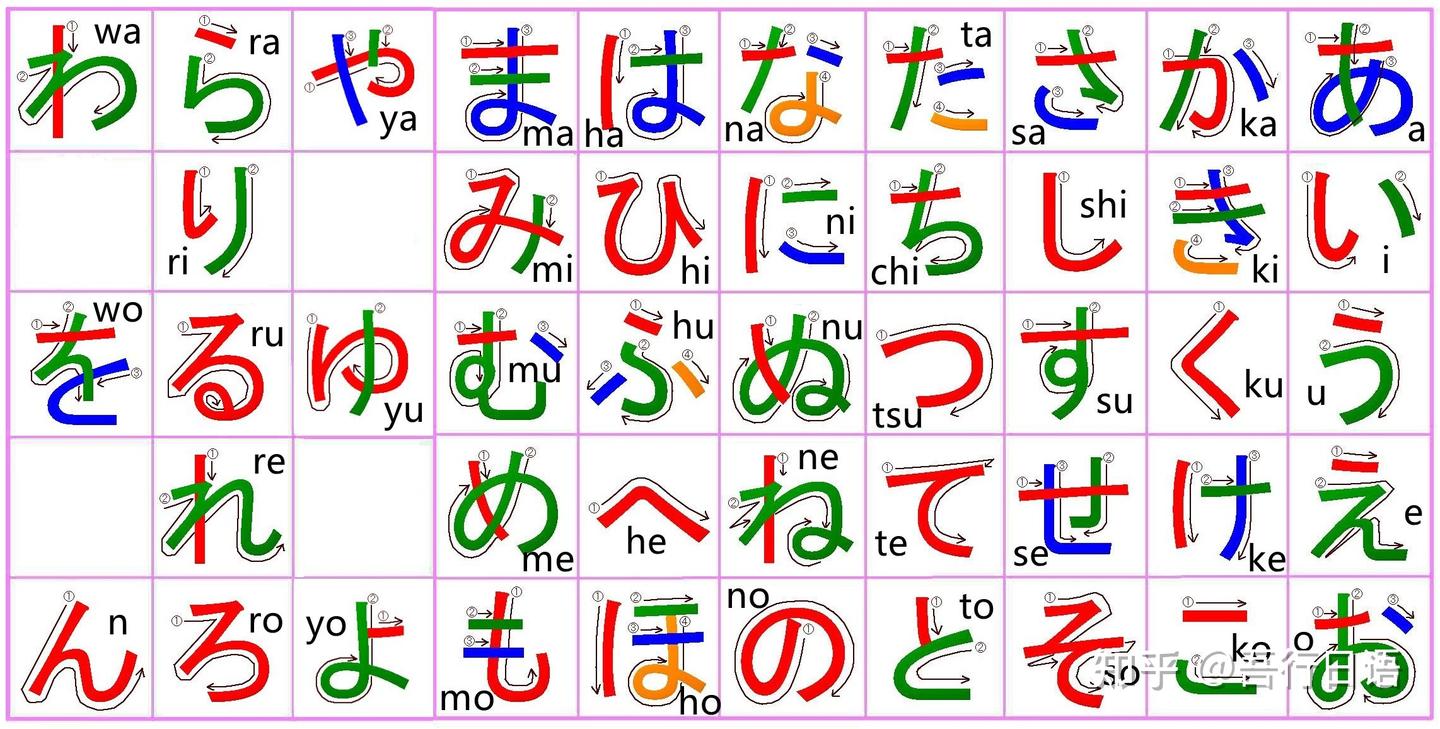 わ wa ら ra や ya ま ma は ha な na た ta さ sa か ka あ a
り ri み mi ひ hi に ni ち chi し shi き ki い i
を wo る ru ゆ yu む mu ふ hu ぬ nu つ tsu す su く ku う u
れ re め me へ he ね ne て te せ se け ke え e
ん n ろ ro よ yo も mo ほ ho の no と to そ so こ ko お o
知乎 @吾行日语